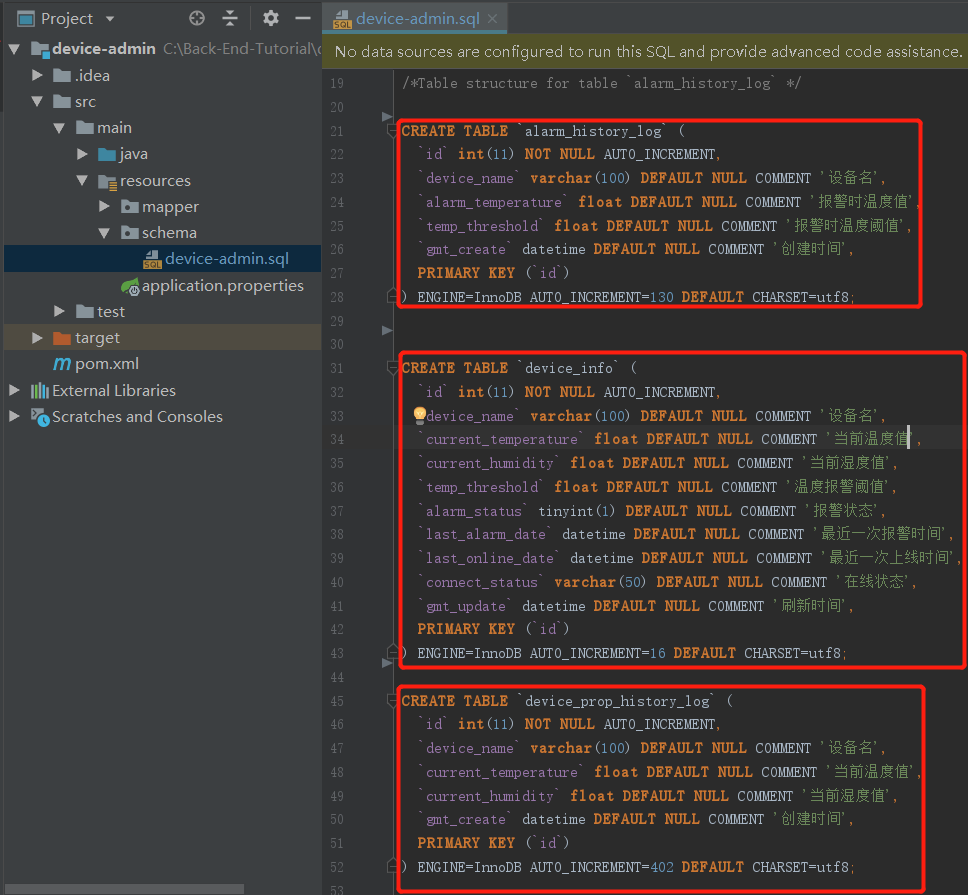 Project
device-admin C:\Back-End-Tutorial\
.idea
src
main
java
resources
mapper
schema
device-admin.sql
application.properties
test
target
pom.xml
External Libraries
Scratches and Consoles
device-admin.sql
No data sources are configured to run this SQL and provide advanced code assistance.
19 /*Table structure for table `alarm_history_log` */
20
21 CREATE TABLE `alarm_history_log` (
22 `id` int(11) NOT NULL AUTO_INCREMENT,
23 `device_name` varchar(100) DEFAULT NULL COMMENT '设备名',
24 `alarm_temperature` float DEFAULT NULL COMMENT '报警时温度值',
25 `temp_threshold` float DEFAULT NULL COMMENT '报警时温度阈值',
26 `gmt_create` datetime DEFAULT NULL COMMENT '创建时间',
27 PRIMARY KEY (`id`)
28 ) ENGINE=InnoDB AUTO_INCREMENT=130 DEFAULT CHARSET=utf8;
29
30
31 CREATE TABLE `device_info` (
32 `id` int(11) NOT NULL AUTO_INCREMENT,
33 device_name` varchar(100) DEFAULT NULL COMMENT '设备名',
34 `current_temperature` float DEFAULT NULL COMMENT '当前温度值',
35 `current_humidity` float DEFAULT NULL COMMENT '当前湿度值',
36 `temp_threshold` float DEFAULT NULL COMMENT '温度报警阈值',
37 `alarm_status` tinyint(1) DEFAULT NULL COMMENT '报警状态',
38 `last_alarm_date` datetime DEFAULT NULL COMMENT '最近一次报警时间',
39 `last_online_date` datetime DEFAULT NULL COMMENT '最近一次上线时间',
40 `connect_status` varchar(50) DEFAULT NULL COMMENT '在线状态',
41 `gmt_update` datetime DEFAULT NULL COMMENT '刷新时间',
42 PRIMARY KEY (`id`)
43 ) ENGINE=InnoDB AUTO_INCREMENT=16 DEFAULT CHARSET=utf8;
44
45 CREATE TABLE `device_prop_history_log` (
46 `id` int(11) NOT NULL AUTO_INCREMENT,
47 `device_name` varchar(100) DEFAULT NULL COMMENT '设备名',
48 `current_temperature` float DEFAULT NULL COMMENT '当前温度值',
49 `current_humidity` float DEFAULT NULL COMMENT '当前湿度值',
50 `gmt_create` datetime DEFAULT NULL COMMENT '创建时间',
51 PRIMARY KEY (`id`)
52 ) ENGINE=InnoDB AUTO_INCREMENT=402 DEFAULT CHARSET=utf8;
53